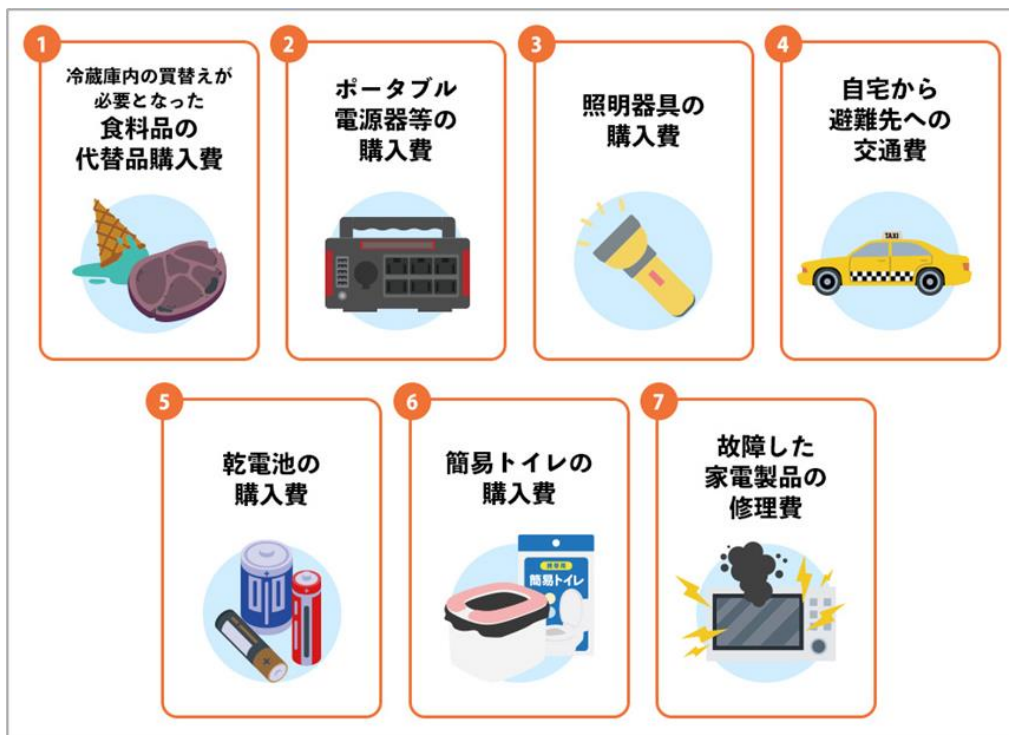 1
冷蔵庫内の買替えが
必要となった
食料品の
代替品購入費
2
ポータブル
電源器等の
購入費
3
照明器具の
購入費
4
自宅から
避難先への
交通費
TAXI
5
乾電池の
購入費
6
簡易トイレの
購入費
携帯用
簡易トイレ
7
故障した
家電製品の
修理費